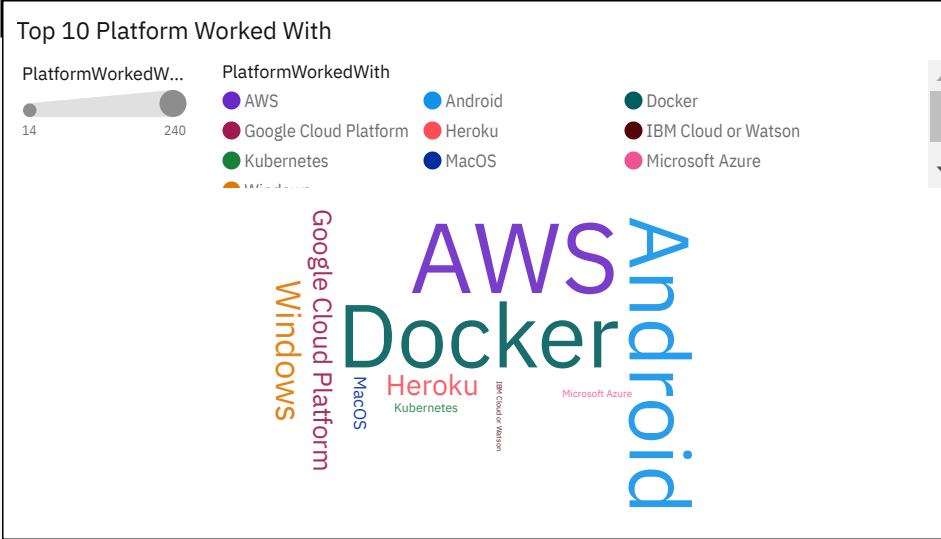 Top 10 Platform Worked With
PlatformWorkedW...
14
240
PlatformWorkedWith
AWS
Android
Docker
Google Cloud Platform
Heroku
IBM Cloud or Watson
Kubernetes
MacOS
Microsoft Azure
Windows
AWS
Android
Google Cloud Platform
Windows
Docker
Heroku
MacOS
Kubernetes
IBM Cloud or Watson
Microsoft Azure